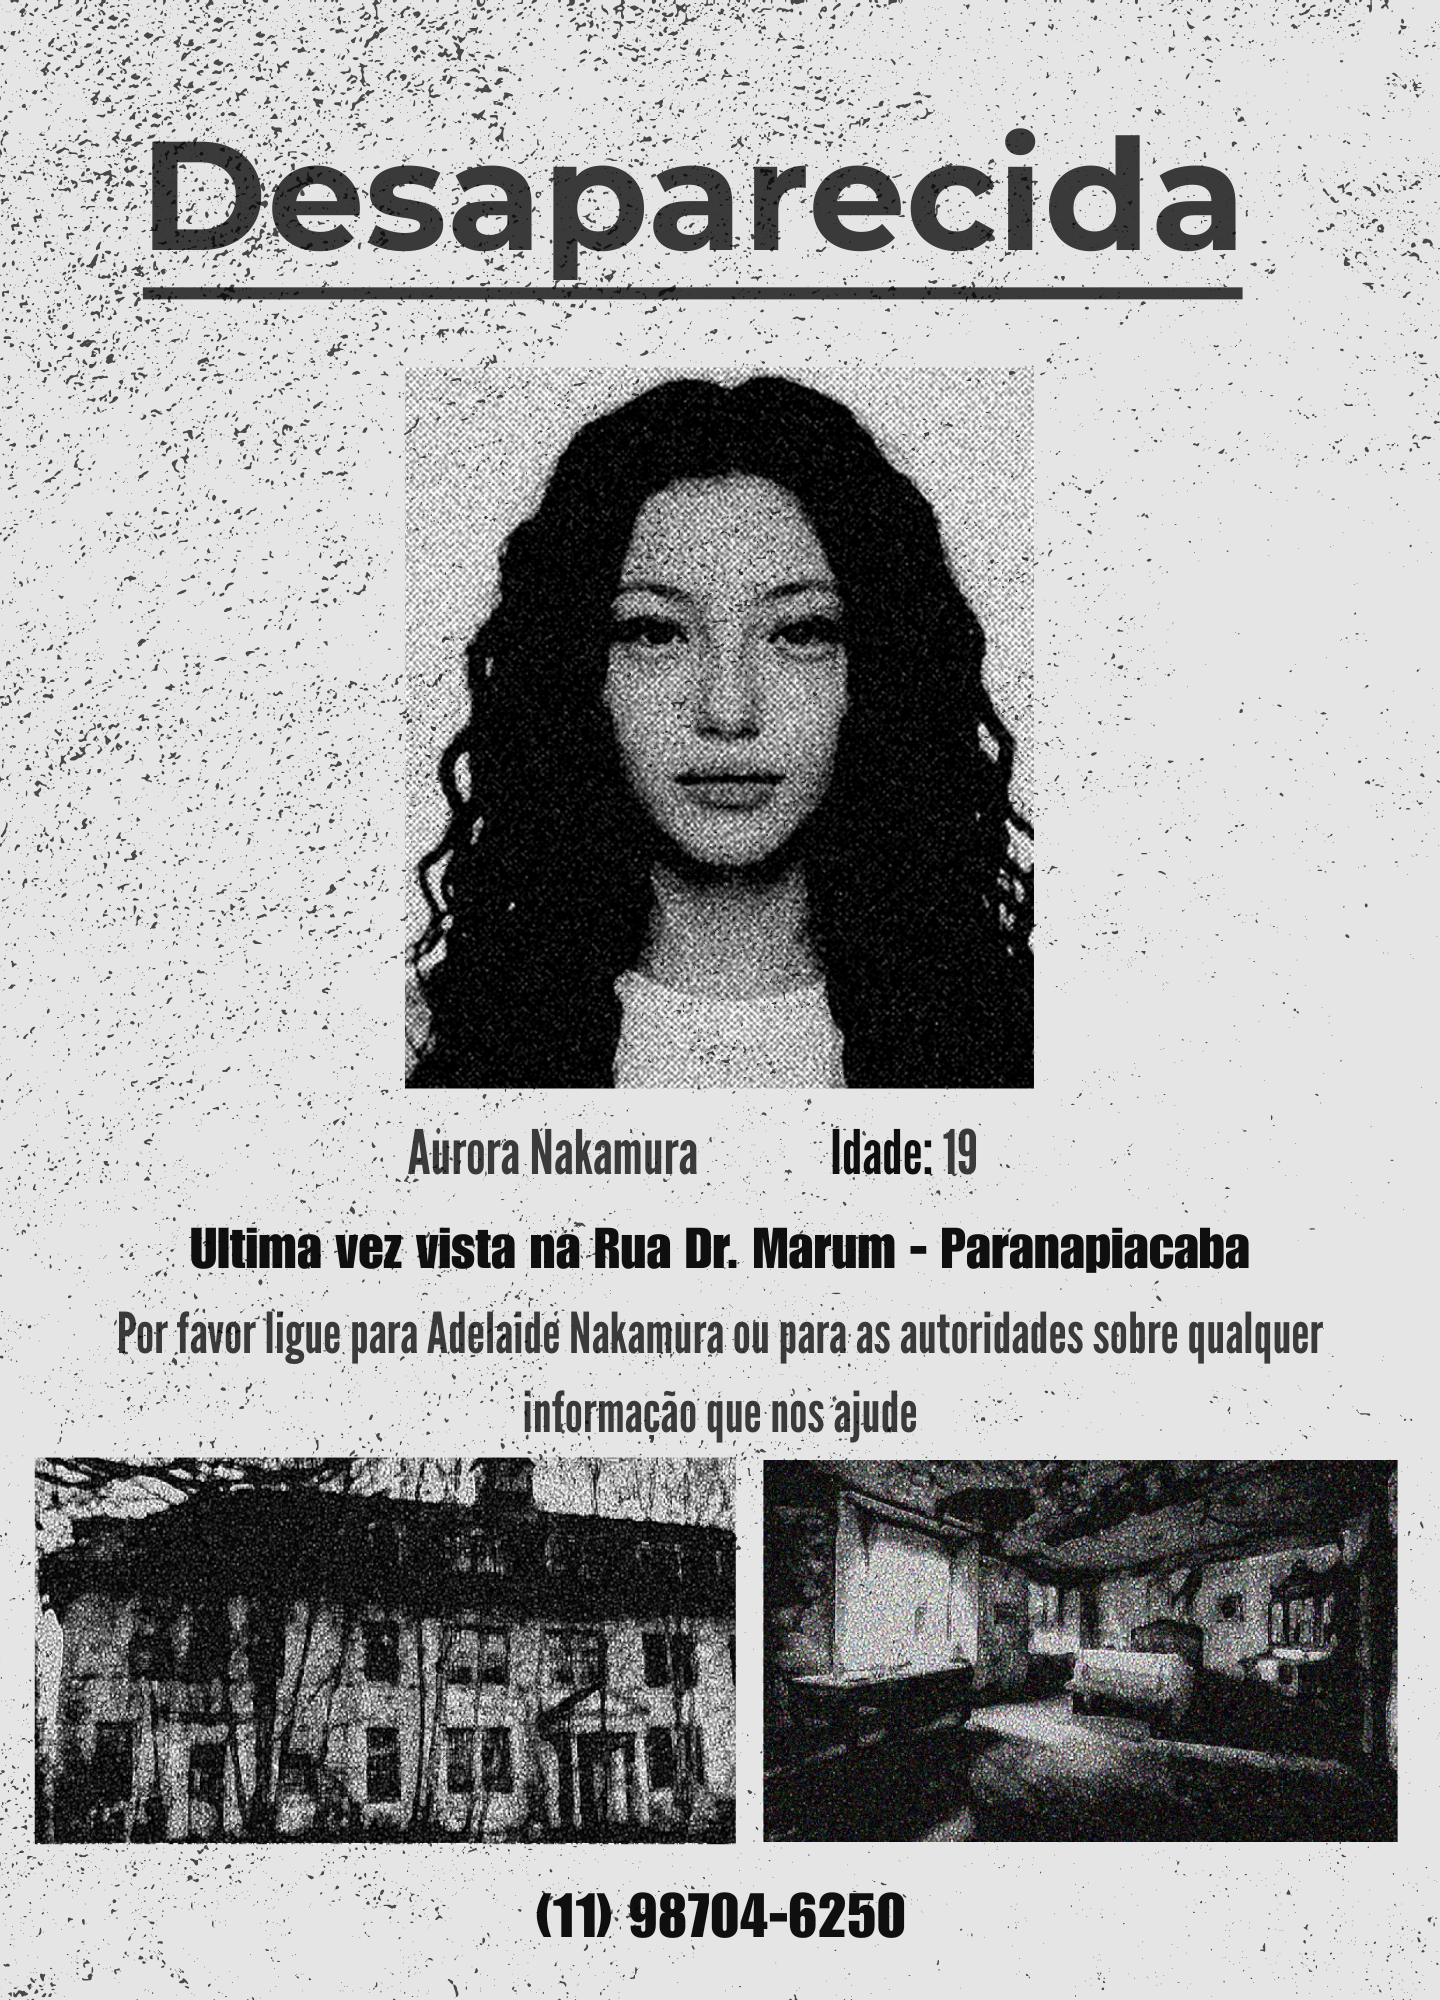 Desaparecida
Aurora Nakamura Idade: 19
Ultima vez vista na Rua Dr. Marum - Paranapiacaba
Por favor ligue para Adelaide Nakamura ou para as autoridades sobre qualquer
informação que nos ajude
(11) 98704-6250